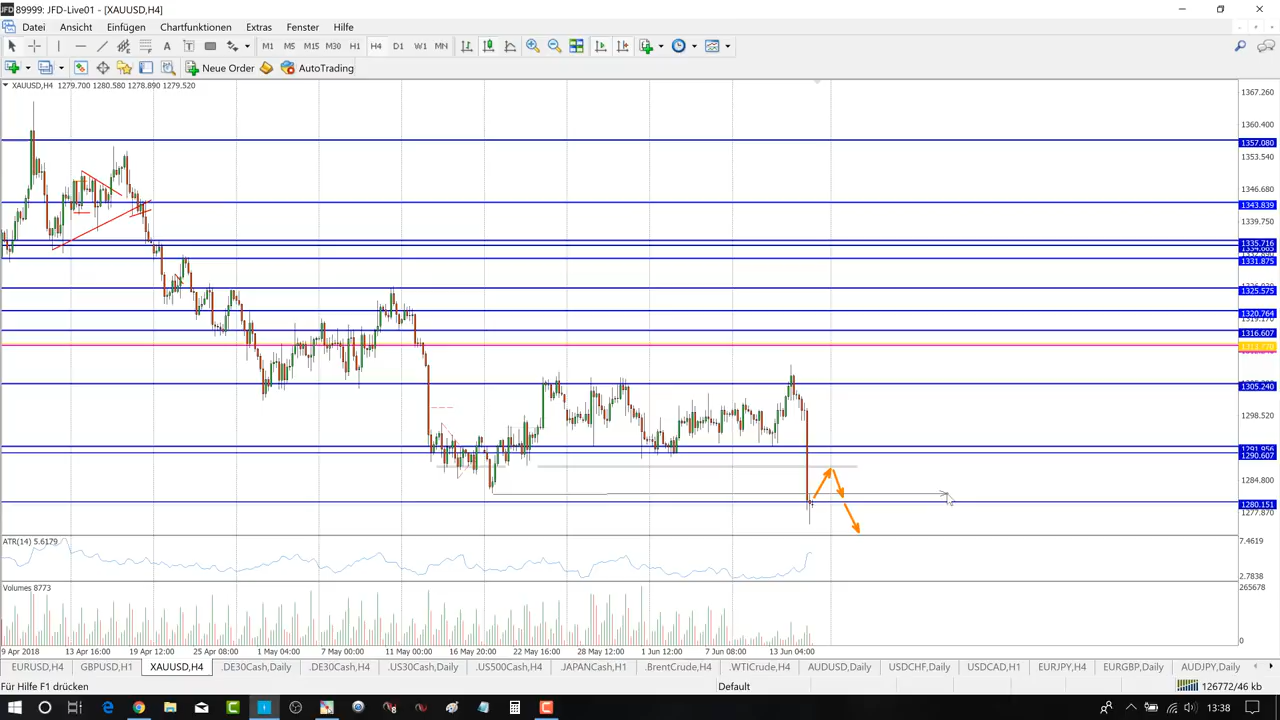 JFD 89999: JFD-Live01 - [XAUUSD,H4]
Datei Ansicht Einfügen Chartfunktionen Extras Fenster Hilfe
A T M1 M5 M15 M30 H1 H4 D1 W1 MN
Neue Order AutoTrading
XAUUSD,H4 1279.700 1280.580 1278.890 1279.520
1367.260
1360.400
1357.080
1353.540
1346.680
1343.839
1339.750
1335.716
1331.875
1325.575
1320.764
1316.607
1305.240
1298.520
1291.956
1290.607
1284.800
1280.151
1277.870
ATR(14) 5.6179
7.4619
2.7838
Volumes 8773
265678
0
9 Apr 2018 13 Apr 16:00 19 Apr 12:00 25 Apr 08:00 1 May 04:00 7 May 00:00 11 May 00:00 16 May 20:00 22 May 16:00 28 May 12:00 1 Jun 12:00 7 Jun 08:00 13 Jun 04:00
EURUSD,H4 GBPUSD,H1 XAUUSD,H4 .DE30Cash,Daily .DE30Cash,H4 .US30Cash,Daily .US500Cash,H4 .JAPANCash,H1 .BrentCrude,H4 .WTICrude,H4 AUDUSD,Daily USDCHF,Daily USDCAD,H1 EURJPY,H4 EURGBP,Daily AUDJPY,Daily
Für Hilfe F1 drücken Default 126772/46 kb
13:38